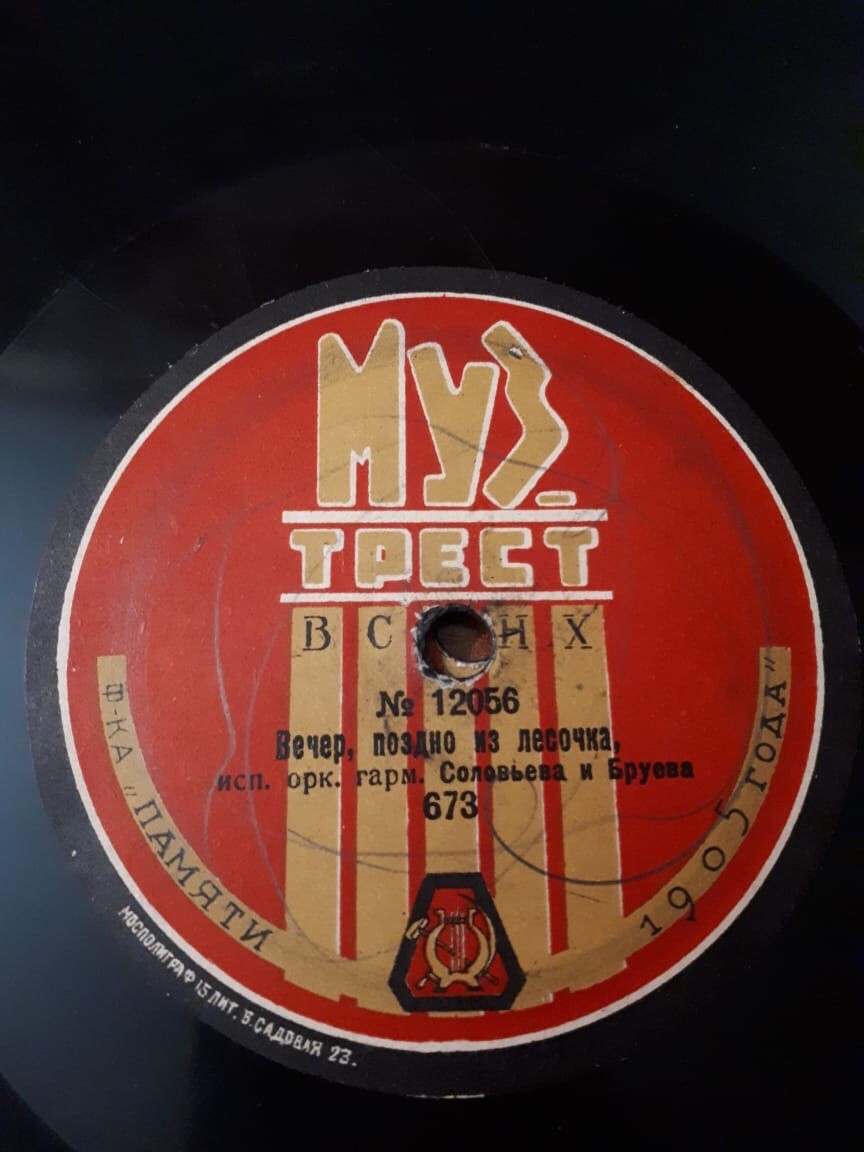 Муз-
ТРЕСТ
ВСНХ
№ 12056
Вечер, поздно из лесочка,
исп. орк. гарм. Соловьева и Бруева
673
Ф-КА „ПАМЯТИ 1905 ГОДА"
МОСПОЛИГРАФ 15 ЛИТ. Б. САДОВАЯ 23.